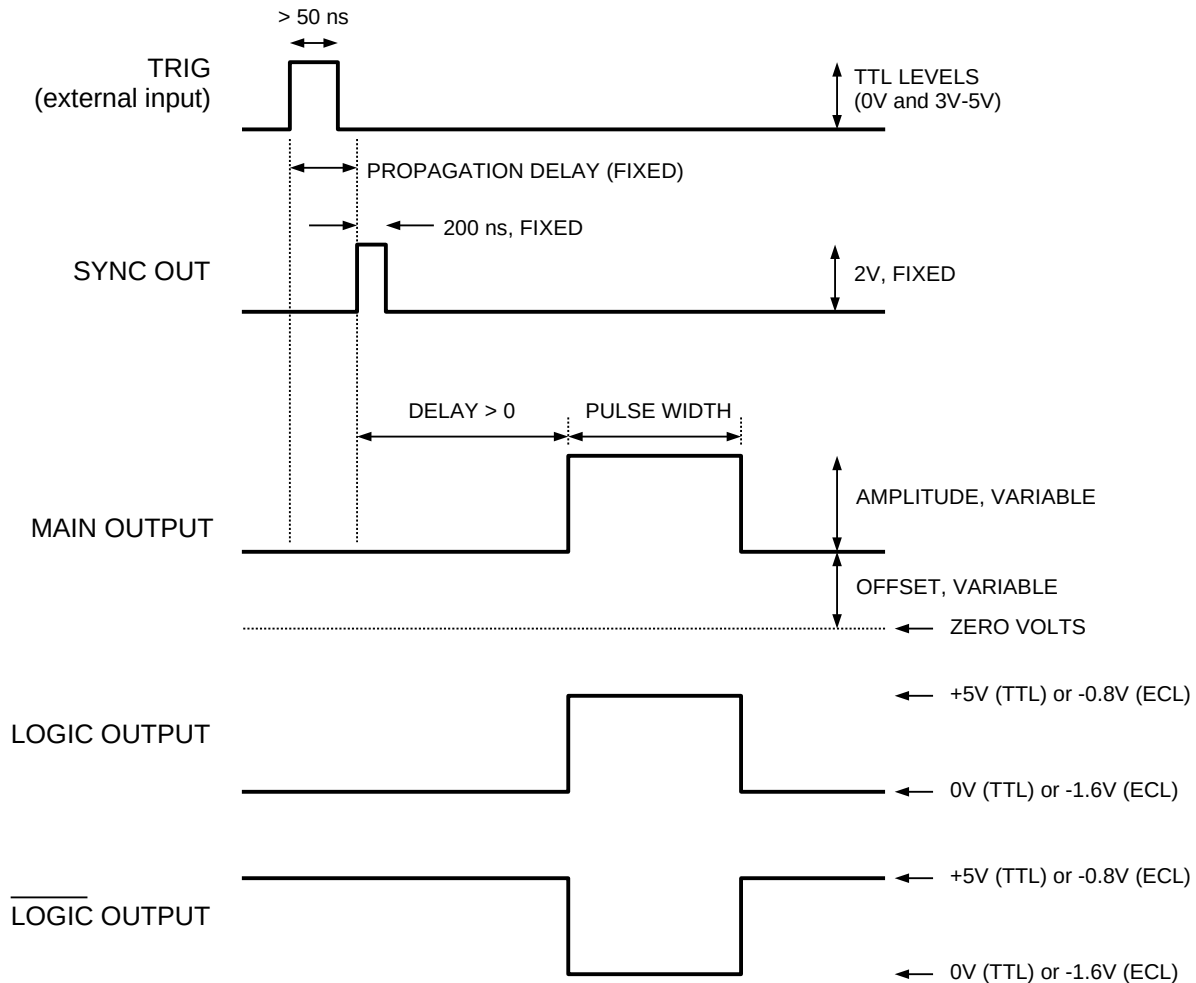 > 50 ns
TRIG
(external input)
TTL LEVELS
(0V and 3V-5V)
PROPAGATION DELAY (FIXED)
200 ns, FIXED
SYNC OUT
2V, FIXED
DELAY > 0
PULSE WIDTH
MAIN OUTPUT
AMPLITUDE, VARIABLE
OFFSET, VARIABLE
ZERO VOLTS
LOGIC OUTPUT
+5V (TTL) or -0.8V (ECL)
0V (TTL) or -1.6V (ECL)
L̅O̅G̅I̅C̅ OUTPUT
+5V (TTL) or -0.8V (ECL)
0V (TTL) or -1.6V (ECL)